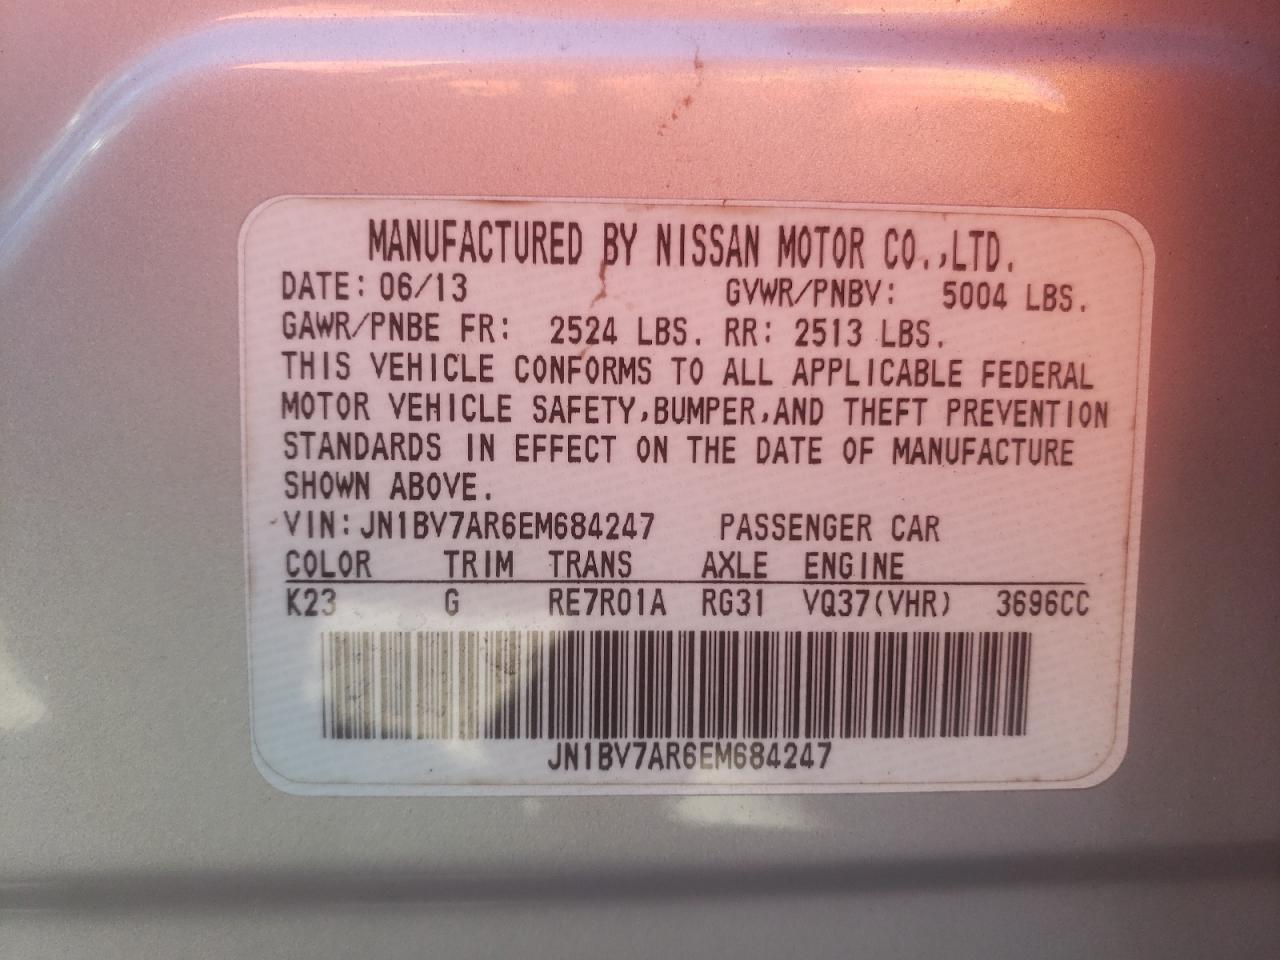 MANUFACTURED BY NISSAN MOTOR CO.,LTD.
DATE: 06/13 GVWR/PNBV: 5004 LBS.
GAWR/PNBE FR: 2524 LBS. RR: 2513 LBS.
THIS VEHICLE CONFORMS TO ALL APPLICABLE FEDERAL
MOTOR VEHICLE SAFETY,BUMPER,AND THEFT PREVENTION
STANDARDS IN EFFECT ON THE DATE OF MANUFACTURE
SHOWN ABOVE.
VIN: JN1BV7AR6EM684247 PASSENGER CAR
COLOR TRIM TRANS AXLE ENGINE
K23 G RE7R01A RG31 VQ37(VHR) 3696CC
JN1BV7AR6EM684247